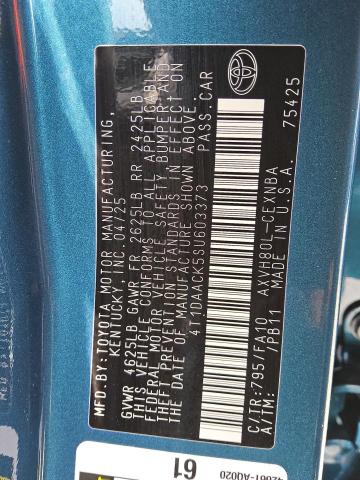 MFD.BY:TOYOTA MOTOR MANUFACTURING,
KENTUCKY, INC. 04/25
GVWR 4625LB GAWR FR 2625LB RR 2425LB
THIS VEHICLE CONFORMS TO ALL APPLICABLE
FEDERAL MOTOR VEHICLE SAFETY, BUMPER, AND
THEFT PREVENTION STANDARDS IN EFFECT ON
THE DATE OF MANUFACTURE SHOWN ABOVE.
4T1DAACK5SU603373 PASS.CAR
C/TR:795/FA10 AXVH80L-CEXNBA
A/TM: /PB11 MADE IN U.S.A. 75425
61
42661-AQ020